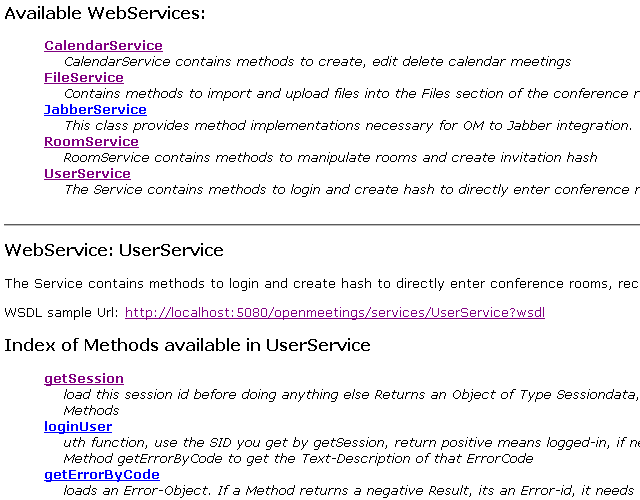 Available WebServices:
CalendarService
CalendarService contains methods to create, edit delete calendar meetings
FileService
Contains methods to import and upload files into the Files section of the conference r
JabberService
This class provides method implementations necessary for OM to Jabber integration.
RoomService
RoomService contains methods to manipulate rooms and create invitation hash
UserService
The Service contains methods to login and create hash to directly enter conference r
WebService: UserService
The Service contains methods to login and create hash to directly enter conference rooms, rec
WSDL sample Url: http://localhost:5080/openmeetings/services/UserService?wsdl
Index of Methods available in UserService
getSession
load this session id before doing anything else Returns an Object of Type Sessiondata,
Methods
loginUser
uth function, use the SID you get by getSession, return positive means logged-in, if ne
Method getErrorByCode to get the Text-Description of that ErrorCode
getErrorByCode
loads an Error-Object. If a Method returns a negative Result, its an Error-id, it needs